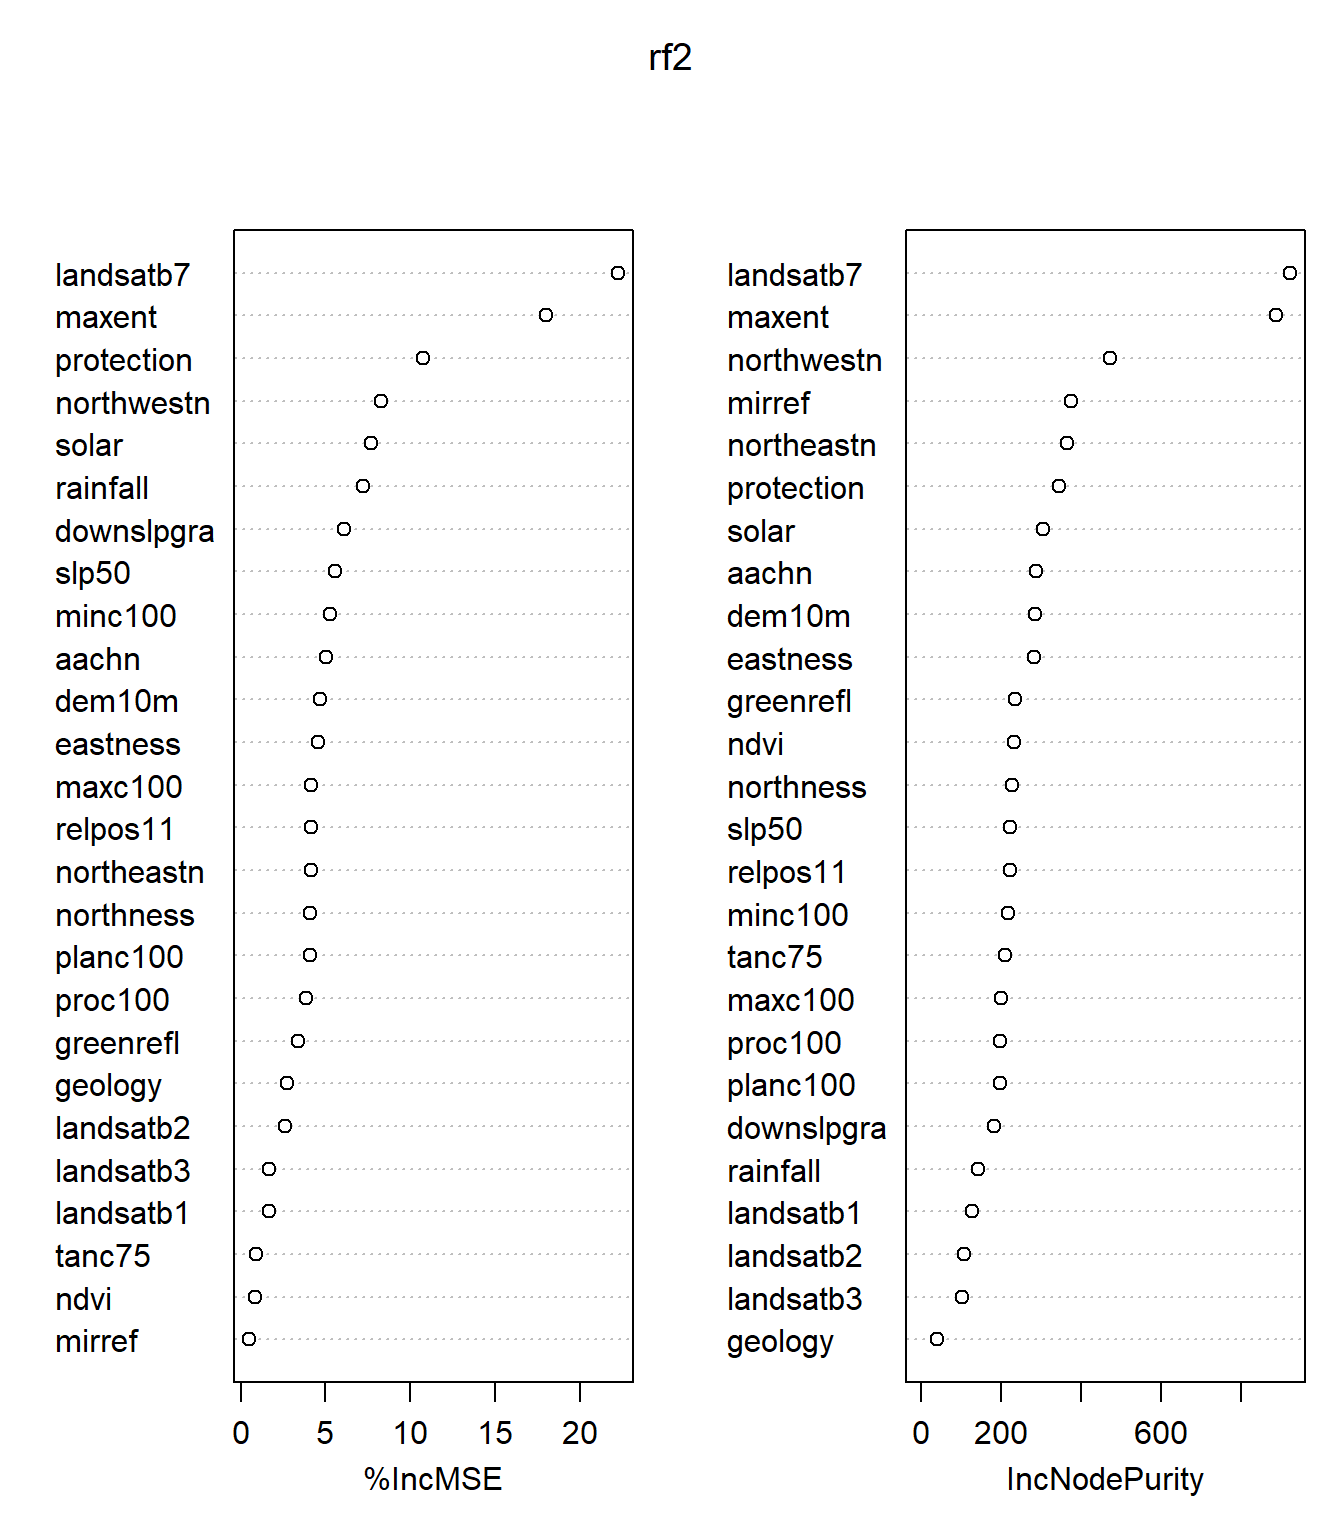 rf2
landsatb7
maxent
protection
northwestn
solar
rainfall
downslpgra
slp50
minc100
aachn
dem10m
eastness
maxc100
relpos11
northeastn
northness
planc100
proc100
greenrefl
geology
landsatb2
landsatb3
landsatb1
tanc75
ndvi
mirref
0 5 10 15 20
%IncMSE
landsatb7
maxent
northwestn
mirref
northeastn
protection
solar
aachn
dem10m
eastness
greenrefl
ndvi
northness
slp50
relpos11
minc100
tanc75
maxc100
proc100
planc100
downslpgra
rainfall
landsatb1
landsatb2
landsatb3
geology
0 200 600
IncNodePurity